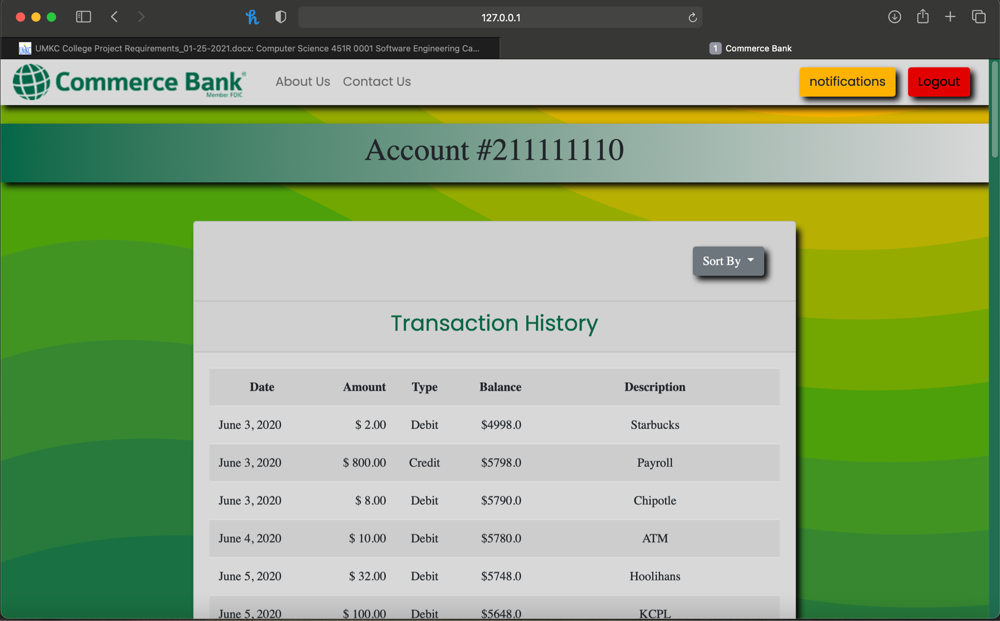 127.0.0.1
UMKC College Project Requirements_01-25-2021.docx: Computer Science 451R 0001 Software Engineering Ca...
1 Commerce Bank
Commerce Bank®
Member FDIC
About Us Contact Us
notifications Logout
Account #211111110
Sort By
Transaction History
Date Amount Type Balance Description
June 3, 2020 $ 2.00 Debit $4998.0 Starbucks
June 3, 2020 $ 800.00 Credit $5798.0 Payroll
June 3, 2020 $ 8.00 Debit $5790.0 Chipotle
June 4, 2020 $ 10.00 Debit $5780.0 ATM
June 5, 2020 $ 32.00 Debit $5748.0 Hoolihans
June 5, 2020 $ 100.00 Debit $5648.0 KCPL